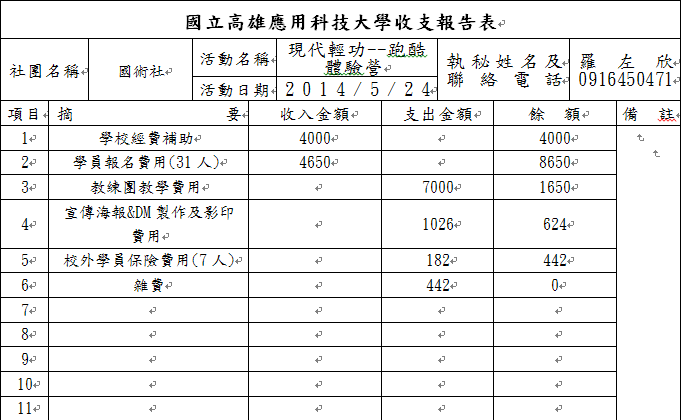 國立高雄應用科技大學收支報告表
社團名稱 國術社 活動名稱 現代輕功--跑酷
體驗營 執秘姓名及
聯絡電話 羅左欣
0916450471
活動日期 2014/5/24
項目 摘要 收入金額 支出金額 餘額 備註
1 學校經費補助 4000 4000
2 學員報名費用(31人) 4650 8650
3 教練團教學費用 7000 1650
4 宣傳海報&DM製作及影印
費用 1026 624
5 校外學員保險費用(7人) 182 442
6 雜費 442 0
7
8
9
10
11